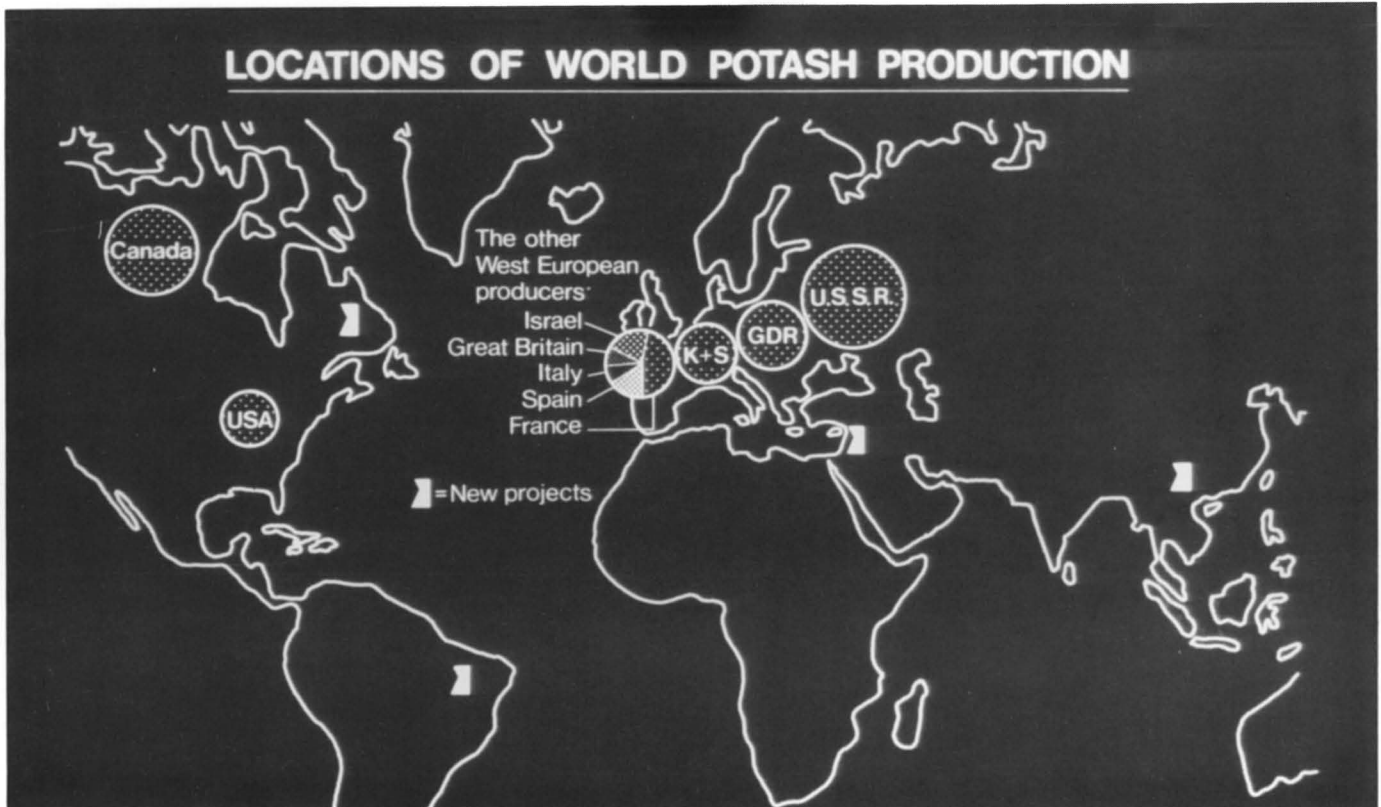 LOCATIONS OF WORLD POTASH PRODUCTION
Canada
The other
West European
producers:
Israel
Great Britain
Italy
Spain
France
K+S
GDR
U.S.S.R.
USA
=New projects